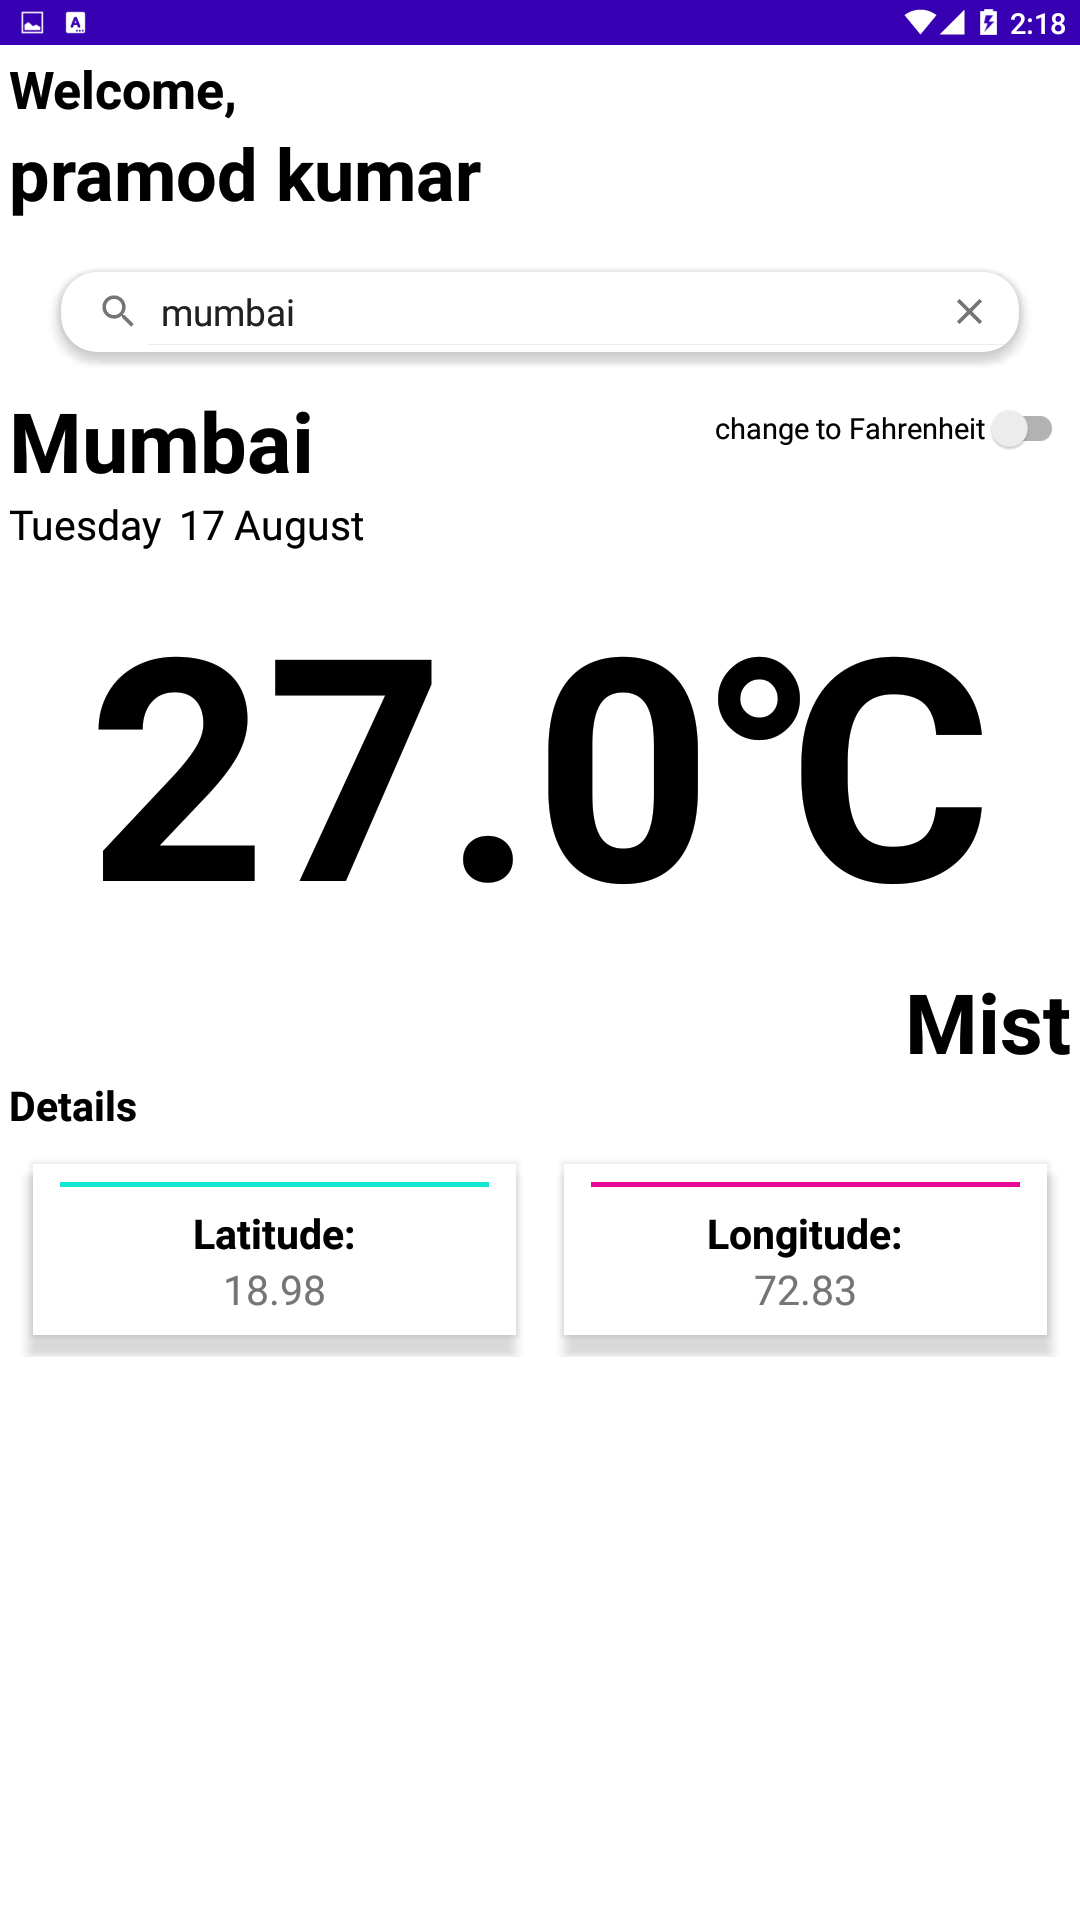 2:18
Welcome,
pramod kumar
mumbai
Mumbai
change to Fahrenheit
Tuesday 17 August
27.0°C
Mist
Details
Latitude:
18.98
Longitude:
72.83